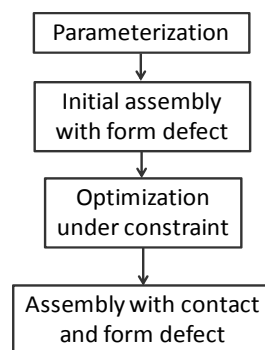 Parameterization
Initial assembly
with form defect
Optimization
under constraint
Assembly with contact
and form defect